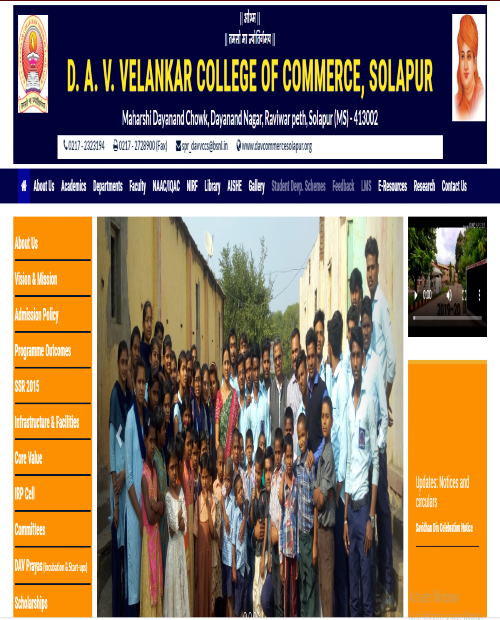 || ओ३म ||
|| तमसो मा ज्योतिर्गमय ||
D. A. V. VELANKAR COLLEGE OF COMMERCE, SOLAPUR
Maharshi Dayanand Chowk, Dayanand Nagar, Raviwar peth, Solapur (MS) - 413002
0217 - 2323194 0217 - 2728900 (Fax) spr_davvccs@bsnl.in www.davcommercesolapur.org
About Us Academics Departments Faculty NAAC/IQAC NIRF Library AISHE Gallery Student Devp. Schemes Feedback LMS E-Resources Research Contact Us
About Us
Vision & Mission
Admission Policy
Programme Outcomes
SSR 2015
Infrastructure & Facilities
Core Value
IRP Cell
Committees
DAV Prayas (Incubation & Start-ups)
Scholarships
0:00
2019-20
Updates: Notices and
circulars
Savidhan Din Celebration Notice